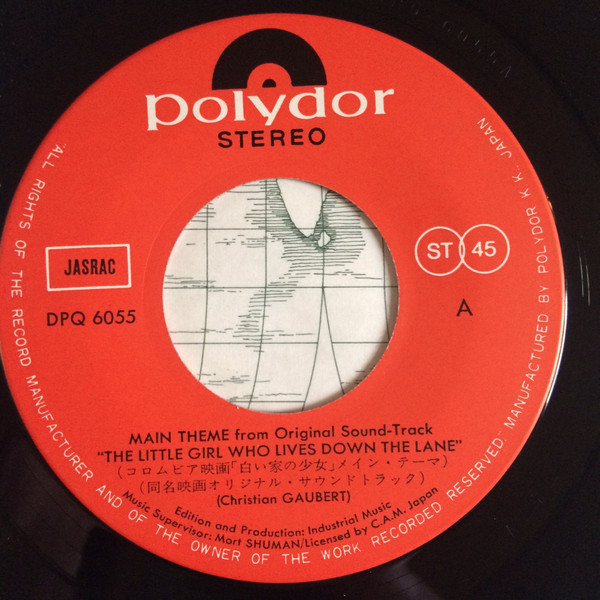 polydor
STEREO
JASRAC
ST 45
DPQ 6055
A
MAIN THEME from Original Sound-Track
"THE LITTLE GIRL WHO LIVES DOWN THE LANE"
(コロムビア映画「白い家の少女」メイン・テーマ)
(同名映画オリジナル・サウンドトラック)
(Christian GAUBERT)
Edition and Production: Industrial Music
Music Supervisor: Mort SHUMAN/Licensed by C.A.M. Japan
"ALL RIGHTS OF THE RECORD MANUFACTURER AND OF THE OWNER OF THE WORK RECORDED RESERVED." MANUFACTURED BY POLYDOR K. K., JAPAN